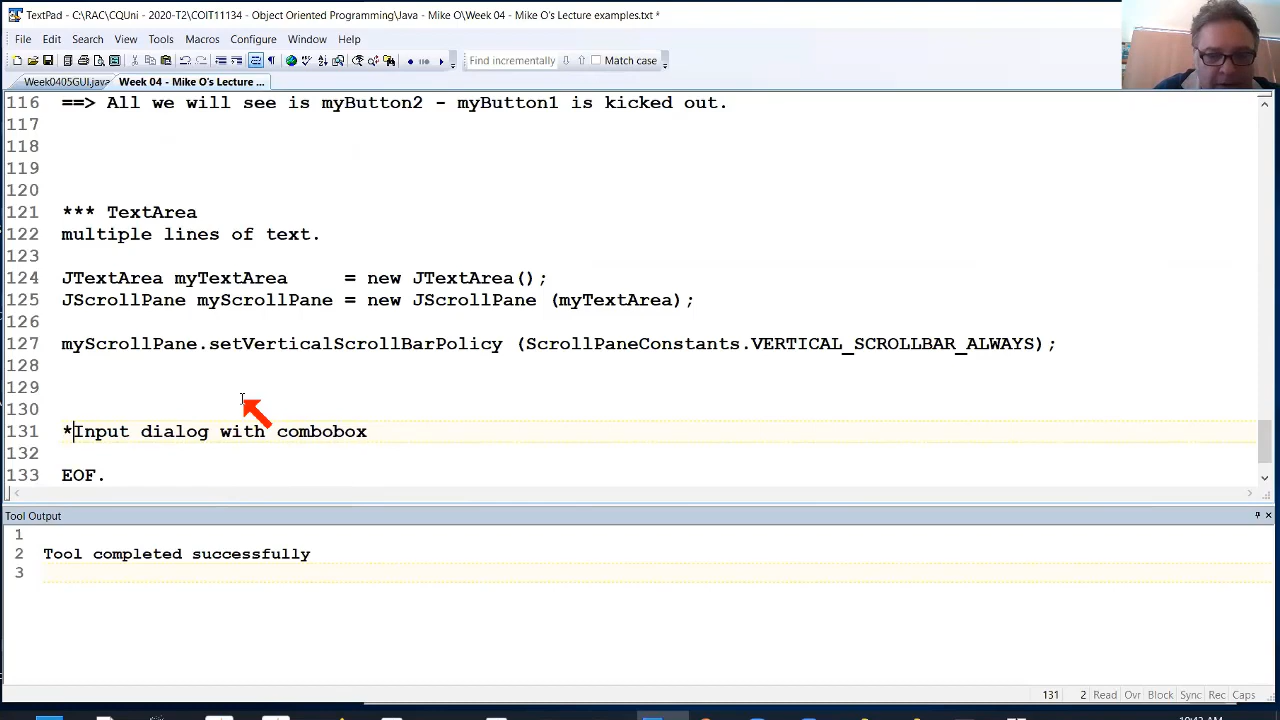 TextPad - C:\RAC\CQUni - 2020-T2\COIT11134 - Object Oriented Programming\Java - Mike O\Week 04 - Mike O's Lecture examples.txt *
File Edit Search View Tools Macros Configure Window Help
Find incrementally Match case
Week0405GUI.java Week 04 - Mike O's Lecture ...
116 ==> All we will see is myButton2 - myButton1 is kicked out.
117
118
119
120
121 *** TextArea
122 multiple lines of text.
123
124 JTextArea myTextArea = new JTextArea();
125 JScrollPane myScrollPane = new JScrollPane (myTextArea);
126
127 myScrollPane.setVerticalScrollBarPolicy (ScrollPaneConstants.VERTICAL_SCROLLBAR_ALWAYS);
128
129
130
131 *Input dialog with combobox
132
133 EOF.
Tool Output
1
2 Tool completed successfully
3
131 2 Read Ovr Block Sync Rec Caps